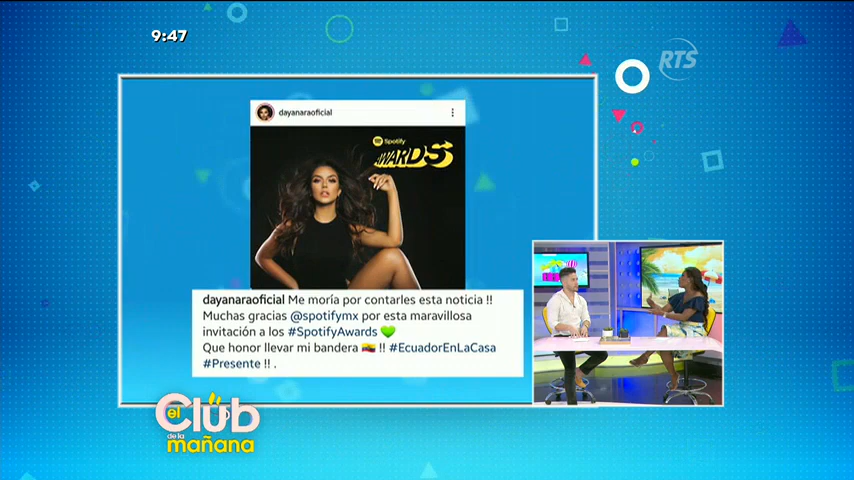 9:47
RTS
dayanaraoficial
Spotify
AWARDS
dayanaraoficial Me moría por contarles esta noticia !!
Muchas gracias @spotifymx por esta maravillosa
invitación a los #SpotifyAwards 💚
Que honor llevar mi bandera 🇪🇨 !! #EcuadorEnLaCasa
#Presente !! .
el Club
de la
mañana